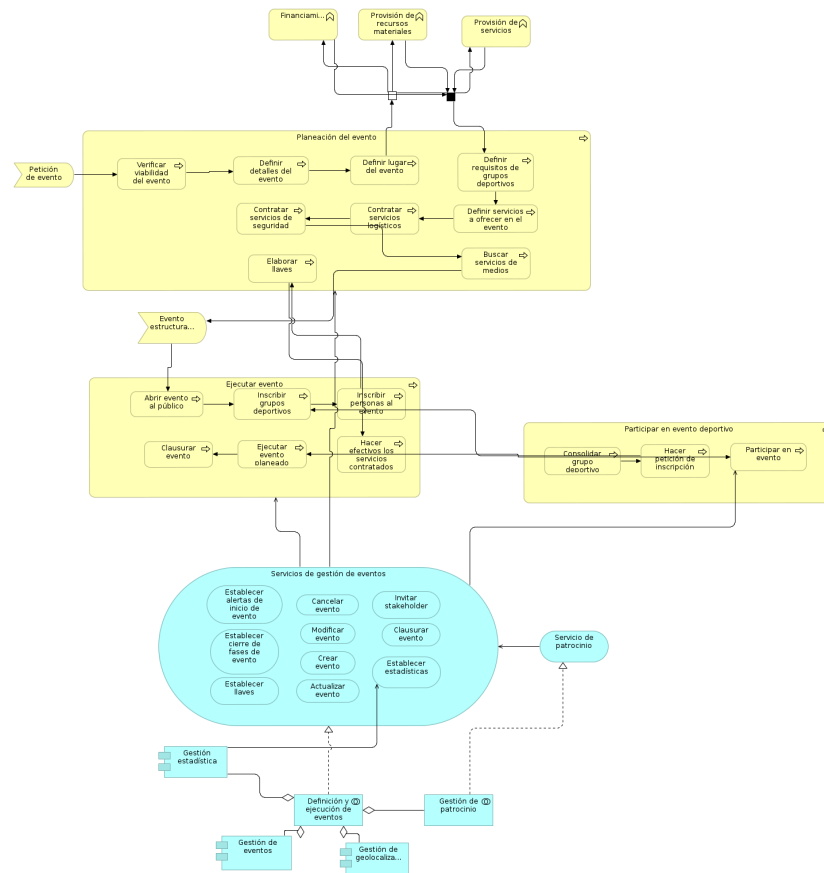 Financiami...
Provisión de
recursos
materiales
Provisión de
servicios
Planeación del evento
Petición
de evento
Verificar
viabilidad
del evento
Definir
detalles del
evento
Definir lugar
del evento
Definir
requisitos de
grupos
deportivos
Contratar
servicios de
seguridad
Contratar
servicios
logísticos
Definir servicios
a ofrecer en el
evento
Elaborar
llaves
Buscar
servicios de
medios
Evento
estructura...
Ejecutar evento
Abrir evento
al público
Inscribir
grupos
deportivos
Inscribir
personas al
evento
Clausurar
evento
Ejecutar
evento
planeado
Hacer
efectivos los
servicios
contratados
Participar en evento deportivo
Consolidar
grupo
deportivo
Hacer
petición de
inscripción
Participar en
evento
Servicios de gestión de eventos
Establecer
alertas de
inicio de
evento
Cancelar
evento
Invitar
stakeholder
Establecer
cierre de
fases de
evento
Modificar
evento
Clausurar
evento
Crear
evento
Establecer
estadísticas
Establecer
llaves
Actualizar
evento
Servicio de
patrocinio
Gestión
estadística
Definición y
ejecución de
eventos
Gestión de
patrocinio
Gestión de
eventos
Gestión de
geolocaliza...